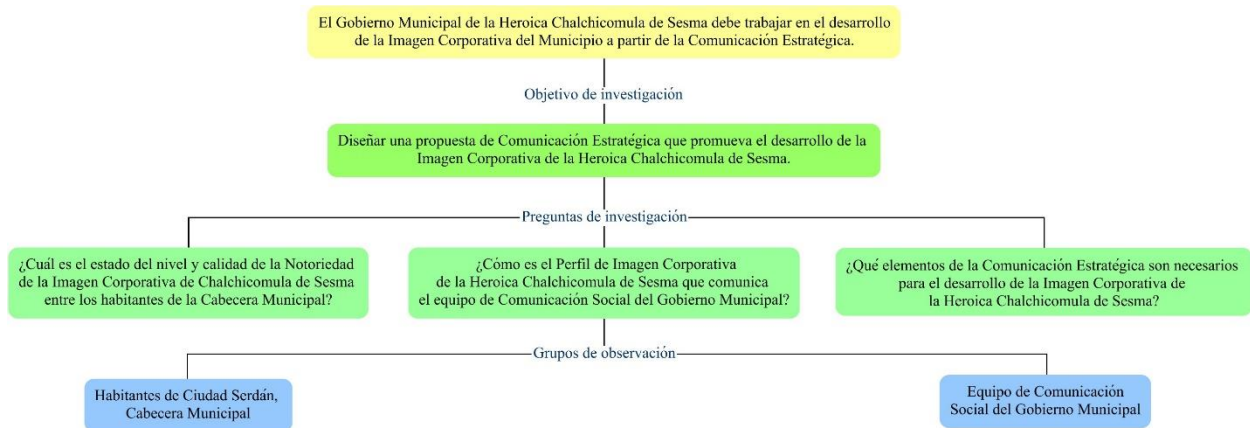 El Gobierno Municipal de la Heroica Chalchicomula de Sesma debe trabajar en el desarrollo
de la Imagen Corporativa del Municipio a partir de la Comunicación Estratégica.
Objetivo de investigación
Diseñar una propuesta de Comunicación Estratégica que promueva el desarrollo de la
Imagen Corporativa de la Heroica Chalchicomula de Sesma.
Preguntas de investigación
¿Cuál es el estado del nivel y calidad de la Notoriedad
de la Imagen Corporativa de Chalchicomula de Sesma
entre los habitantes de la Cabecera Municipal?
¿Cómo es el Perfil de Imagen Corporativa
de la Heroica Chalchicomula de Sesma que comunica
el equipo de Comunicación Social del Gobierno Municipal?
¿Qué elementos de la Comunicación Estratégica son necesarios
para el desarrollo de la Imagen Corporativa de
la Heroica Chalchicomula de Sesma?
Grupos de observación
Habitantes de Ciudad Serdán,
Cabecera Municipal
Equipo de Comunicación
Social del Gobierno Municipal